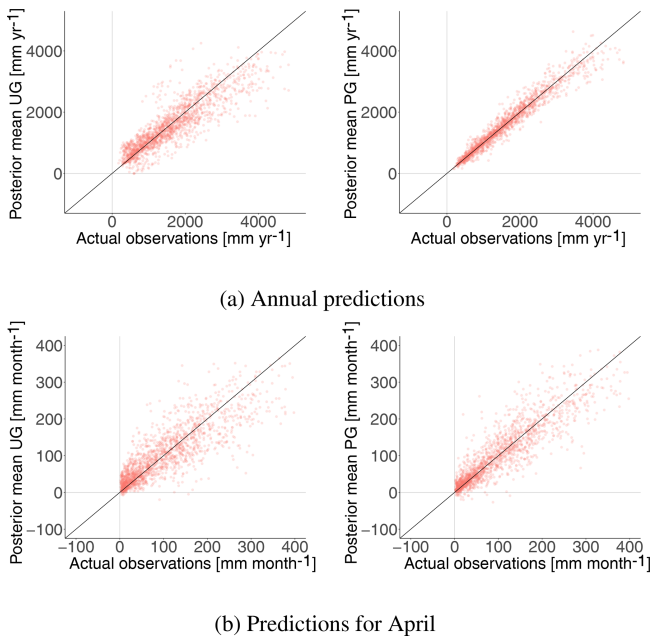 Posterior mean UG [mm yr-1]
4000
2000
0
0 2000 4000
Actual observations [mm yr-1]
Posterior mean PG [mm yr-1]
4000
2000
0
0 2000 4000
Actual observations [mm yr-1]
(a) Annual predictions
Posterior mean UG [mm month-1]
400
300
200
100
0
−100
−100 0 100 200 300 400
Actual observations [mm month-1]
Posterior mean PG [mm month-1]
400
300
200
100
0
−100
−100 0 100 200 300 400
Actual observations [mm month-1]
(b) Predictions for April